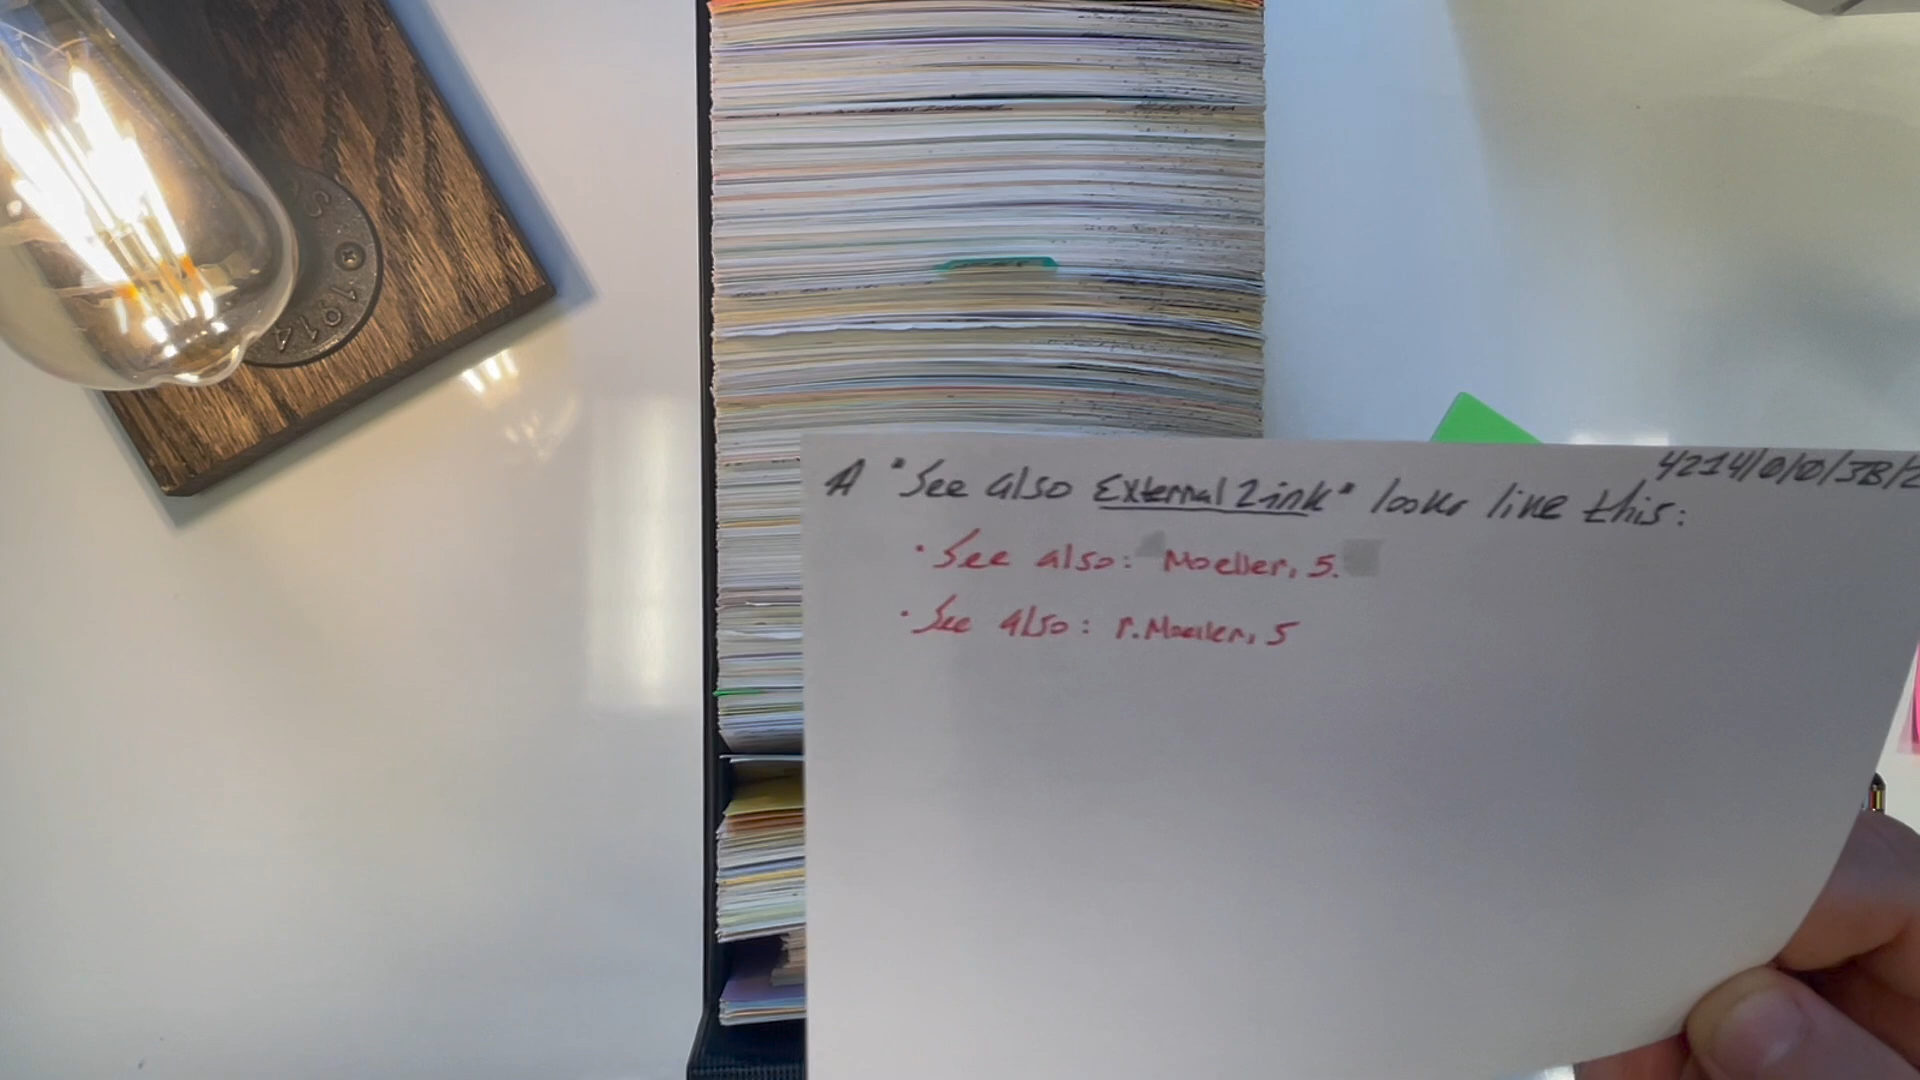 4214/0/0/3B/2
A "See also External Link" looks like this:
• See also: Moeller, 5.
• See also: r.Moeller, 5
S 1914